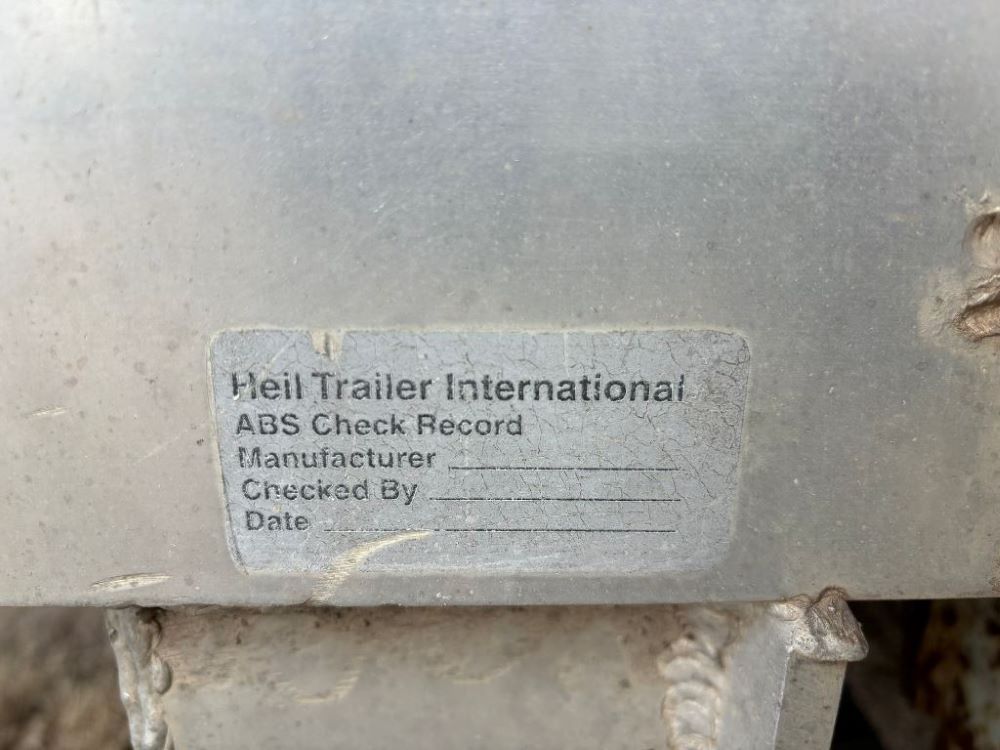 Heil Trailer International
ABS Check Record
Manufacturer
Checked By
Date